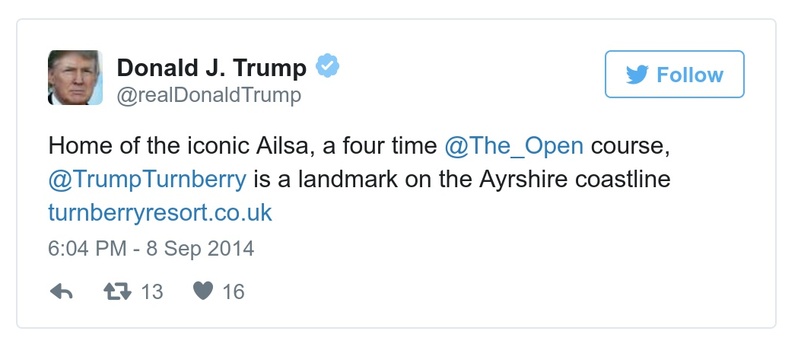 Donald J. Trump
@realDonaldTrump
Follow
Home of the iconic Ailsa, a four time @The_Open course,
@TrumpTurnberry is a landmark on the Ayrshire coastline
turnberryresort.co.uk
6:04 PM - 8 Sep 2014
13 16